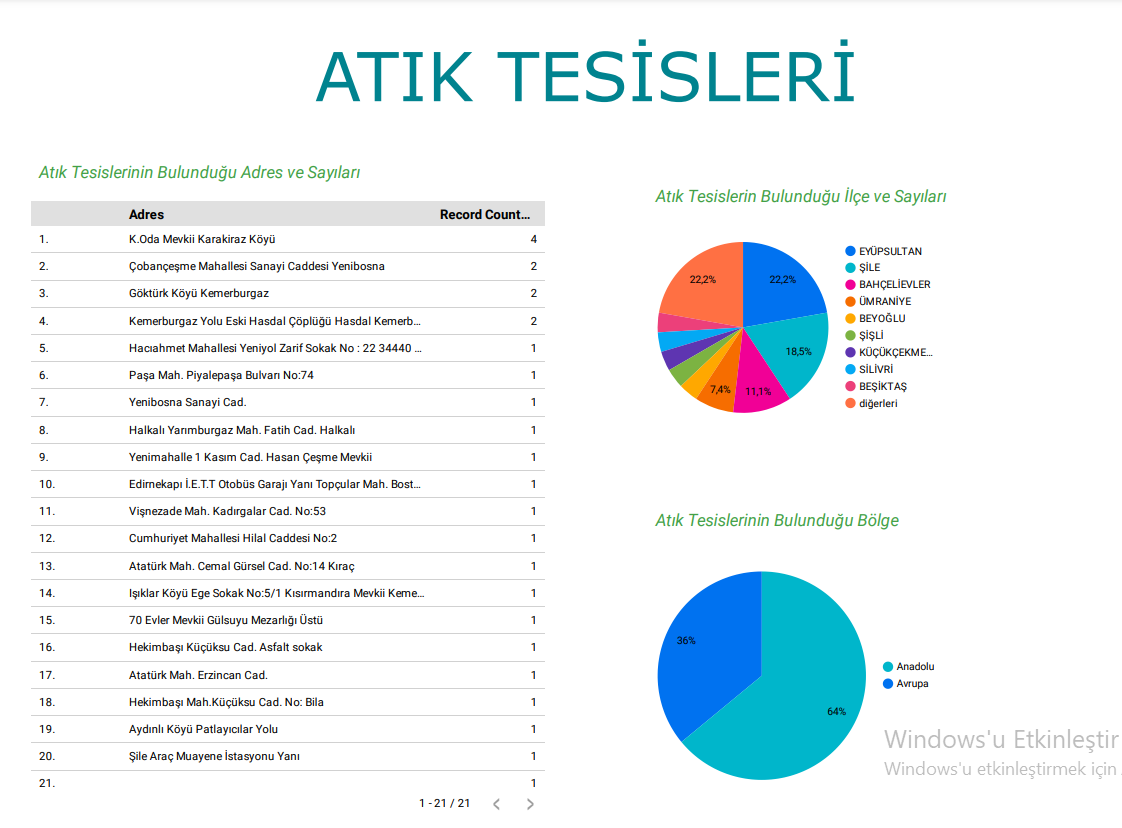 ATIK TESİSLERİ
Atık Tesislerinin Bulunduğu Adres ve Sayıları
Adres Record Count...
1. K.Oda Mevkii Karakiraz Köyü 4
2. Çobançeşme Mahallesi Sanayi Caddesi Yenibosna 2
3. Göktürk Köyü Kemerburgaz 2
4. Kemerburgaz Yolu Eski Hasdal Çöplüğü Hasdal Kemerb... 2
5. Hacıahmet Mahallesi Yeniyol Zarif Sokak No : 22 34440 ... 1
6. Paşa Mah. Piyalepaşa Bulvarı No:74 1
7. Yenibosna Sanayi Cad. 1
8. Halkalı Yarımburgaz Mah. Fatih Cad. Halkalı 1
9. Yenimahalle 1 Kasım Cad. Hasan Çeşme Mevkii 1
10. Edirnekapı İ.E.T.T Otobüs Garajı Yanı Topçular Mah. Bost... 1
11. Vişnezade Mah. Kadırgalar Cad. No:53 1
12. Cumhuriyet Mahallesi Hilal Caddesi No:2 1
13. Atatürk Mah. Cemal Gürsel Cad. No:14 Kıraç 1
14. Işıklar Köyü Ege Sokak No:5/1 Kısırmandıra Mevkii Keme... 1
15. 70 Evler Mevkii Gülsuyu Mezarlığı Üstü 1
16. Hekimbaşı Küçüksu Cad. Asfalt sokak 1
17. Atatürk Mah. Erzincan Cad. 1
18. Hekimbaşı Mah.Küçüksu Cad. No: Bila 1
19. Aydınlı Köyü Patlayıcılar Yolu 1
20. Şile Araç Muayene İstasyonu Yanı 1
21. 1
1 - 21 / 21
Atık Tesislerin Bulunduğu İlçe ve Sayıları
22,2%
22,2%
18,5%
11,1%
7,4%
EYÜPSULTAN
ŞİLE
BAHÇELİEVLER
ÜMRANİYE
BEYOĞLU
ŞİŞLİ
KÜÇÜKÇEKME...
SİLİVRİ
BEŞİKTAŞ
diğerleri
Atık Tesislerinin Bulunduğu Bölge
36%
64%
Anadolu
Avrupa
Windows'u Etkinleştir
Windows'u etkinleştirmek için